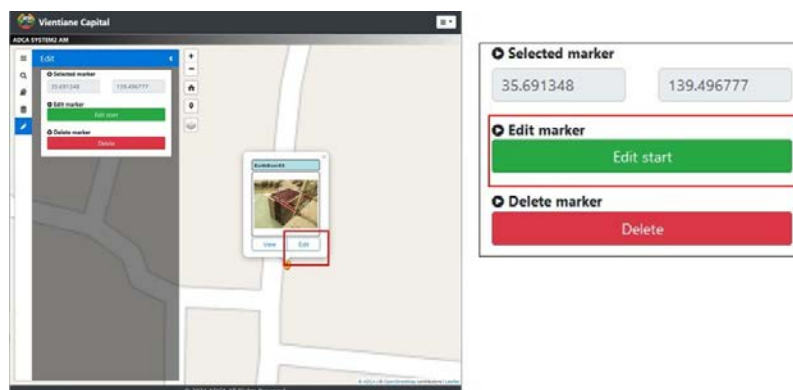 Vientiane Capital
ADCA SYSTEM2 AM
Edit
Selected marker
35.691348
139.496777
Edit marker
Edit start
Delete marker
Delete
View
Edit
Selected marker
35.691348
139.496777
Edit marker
Edit start
Delete marker
Delete